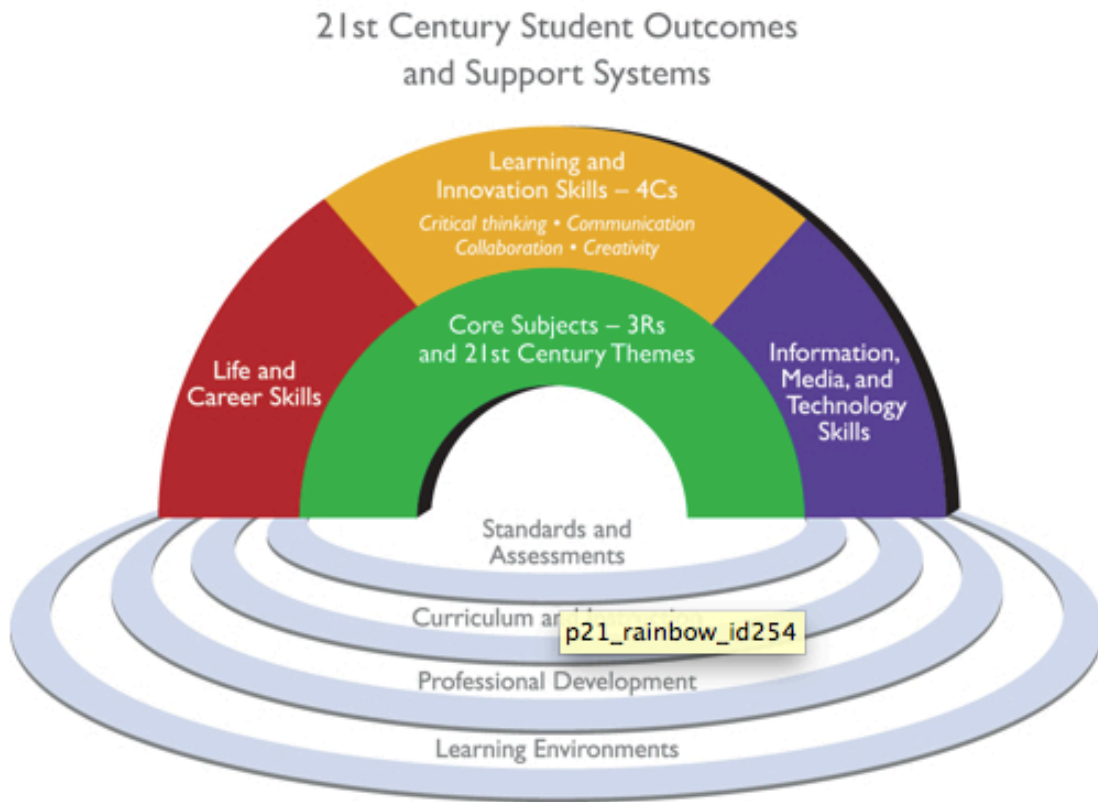 21st Century Student Outcomes
and Support Systems
Learning and
Innovation Skills – 4Cs
Critical thinking • Communication
Collaboration • Creativity
Core Subjects – 3Rs
and 21st Century Themes
Life and
Career Skills
Information,
Media, and
Technology
Skills
Standards and
Assessments
Curriculum and
p21_rainbow_id254
Professional Development
Learning Environments